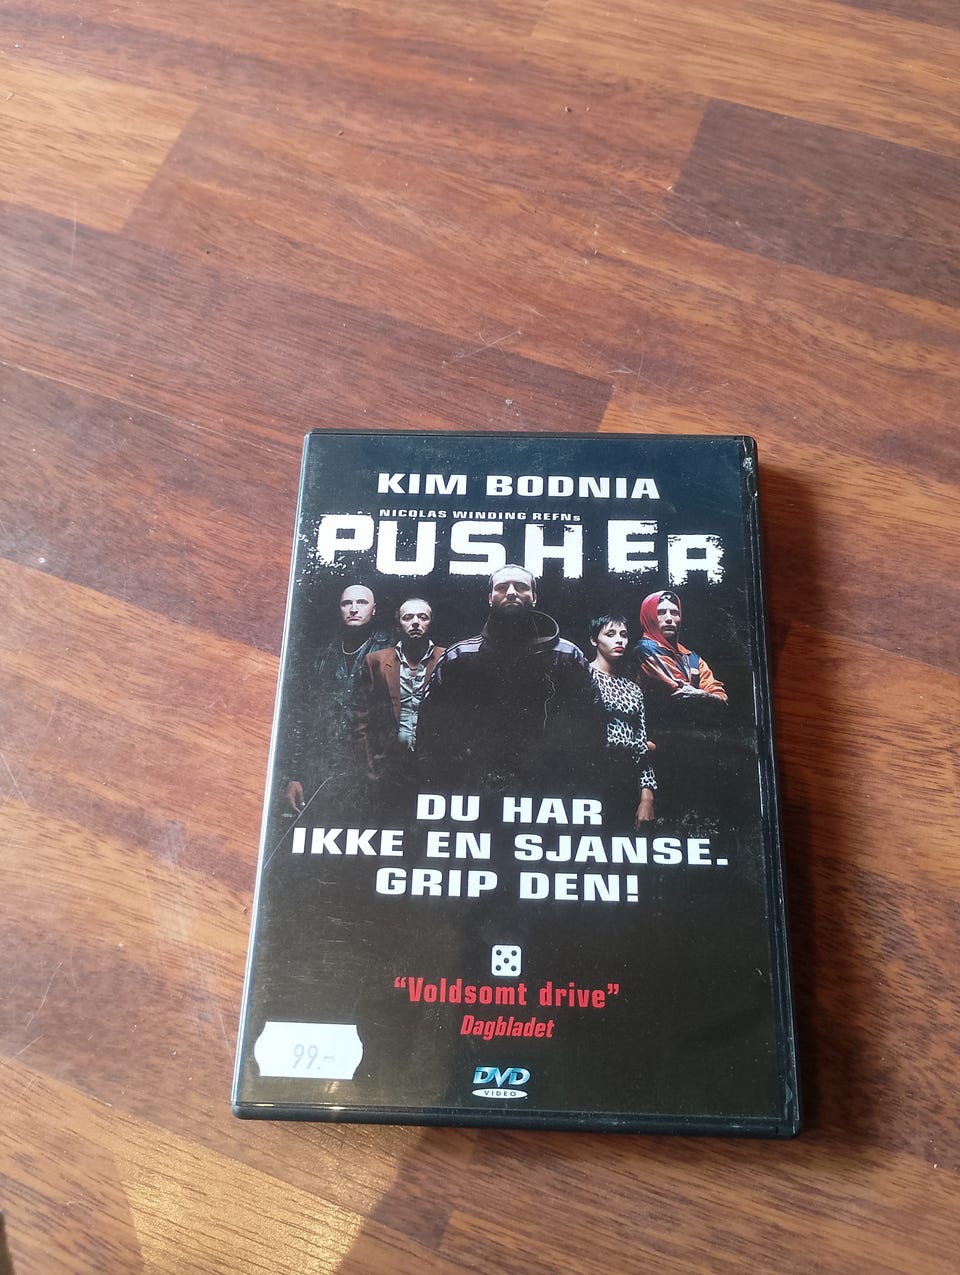 KIM BODNIA
NICOLAS WINDING REFNs
PUSHER
DU HAR
IKKE EN SJANSE.
GRIP DEN!
"Voldsomt drive"
Dagbladet
99.-
DVD
VIDEO